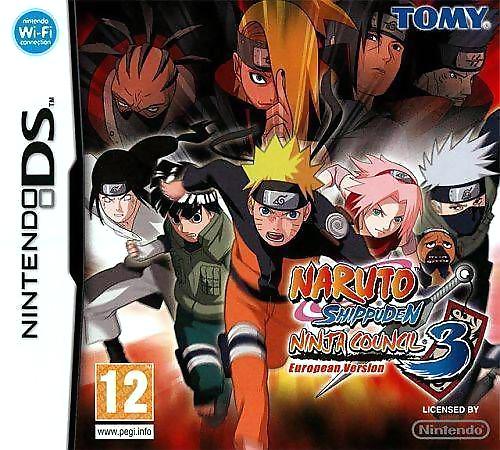 Nintendo
Wi-Fi
connection
TOMY
NINTENDO DS™
NARUTO
SHIPPUDEN
NINJA COUNCIL
3
European Version
12
www.pegi.info
LICENSED BY
Nintendo